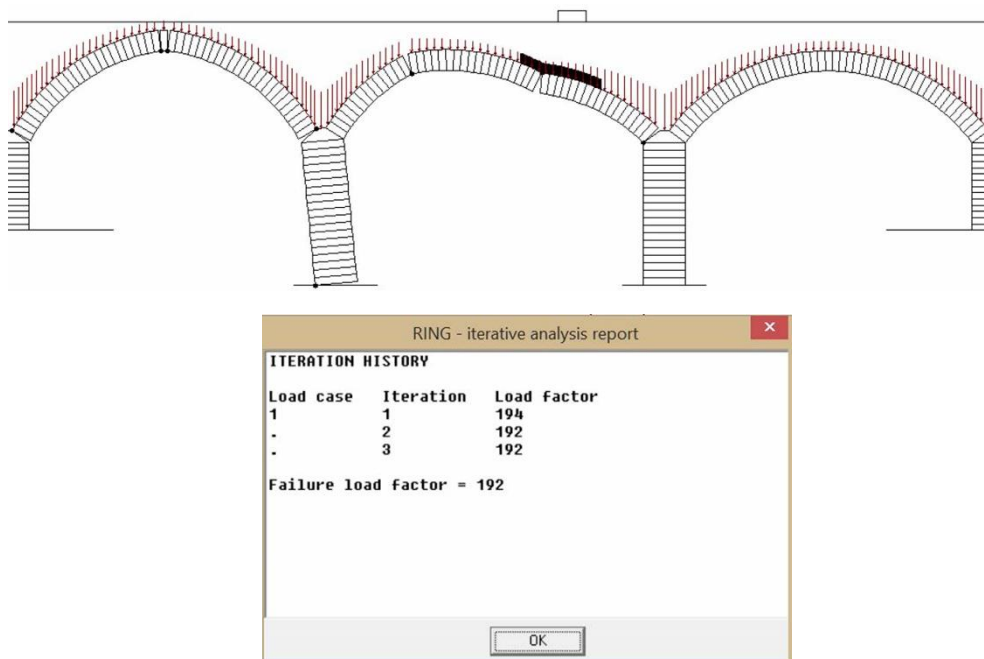 RING - iterative analysis report
ITERATION HISTORY
Load case Iteration Load factor
1 1 194
. 2 192
. 3 192
Failure load factor = 192
OK